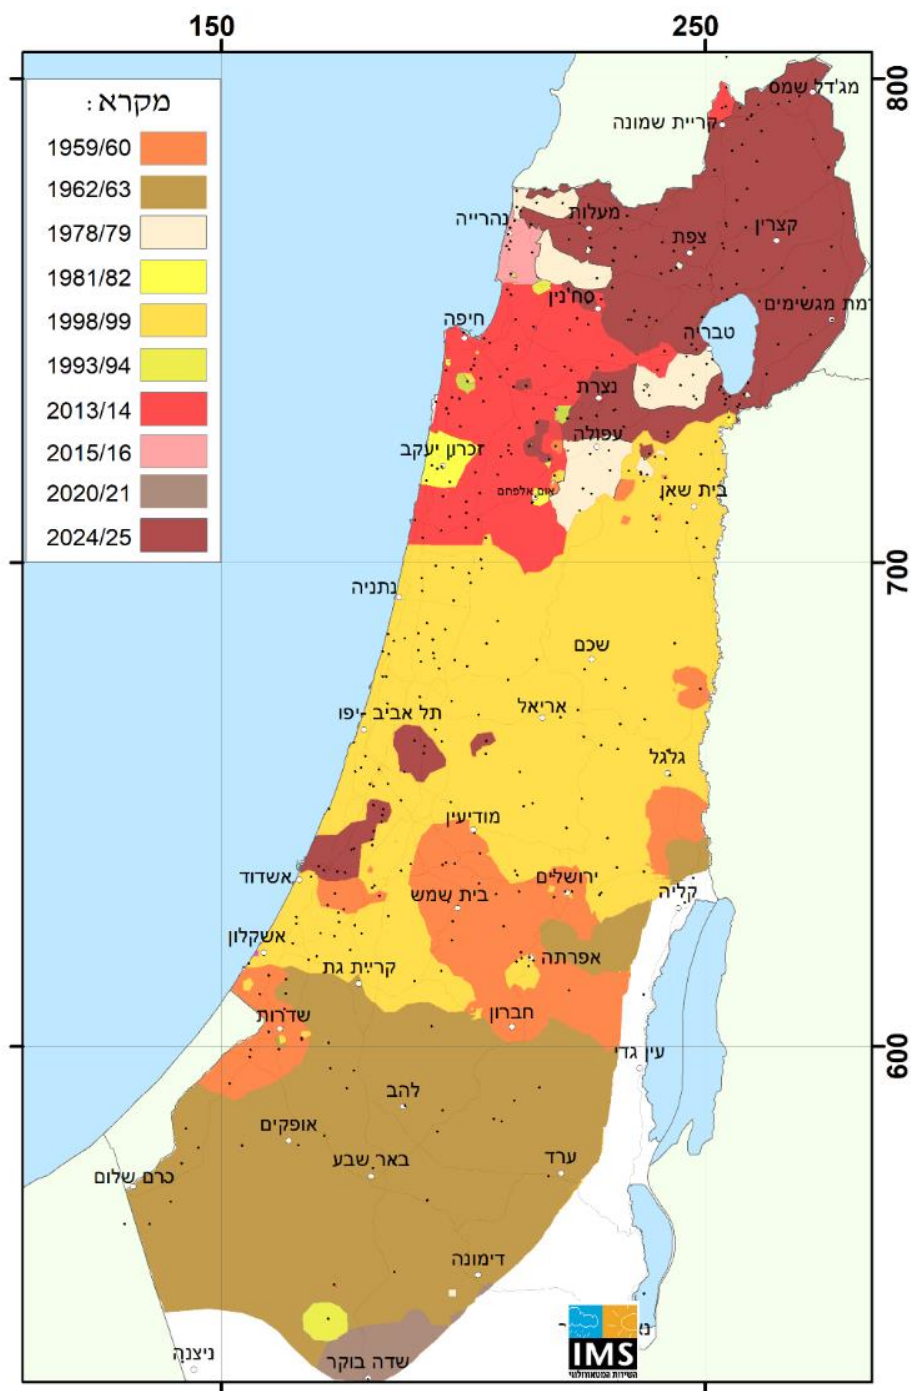 150
250
800
700
600
מקרא:
1959/60
1962/63
1978/79
1981/82
1998/99
1993/94
2013/14
2015/16
2020/21
2024/25
מג'דל שמס
קריית שמונה
נהרייה
מעלות
צפת
קצרין
סח'נין
רמת מגשימים
חיפה
טבריה
נצרת
עפולה
זכרון יעקב
אום אלפחם
בית שאן
נתניה
שכם
אריאל
תל אביב -יפו
גלגל
מודיעין
אשדוד
ירושלים
בית שמש
קליה
אשקלון
אפרתה
קריית גת
שדרות
חברון
עין גדי
להב
אופקים
באר שבע
ערד
כרם שלום
דימונה
ניצנה
שדה בוקר
IMS
השירות המטאורולוגי